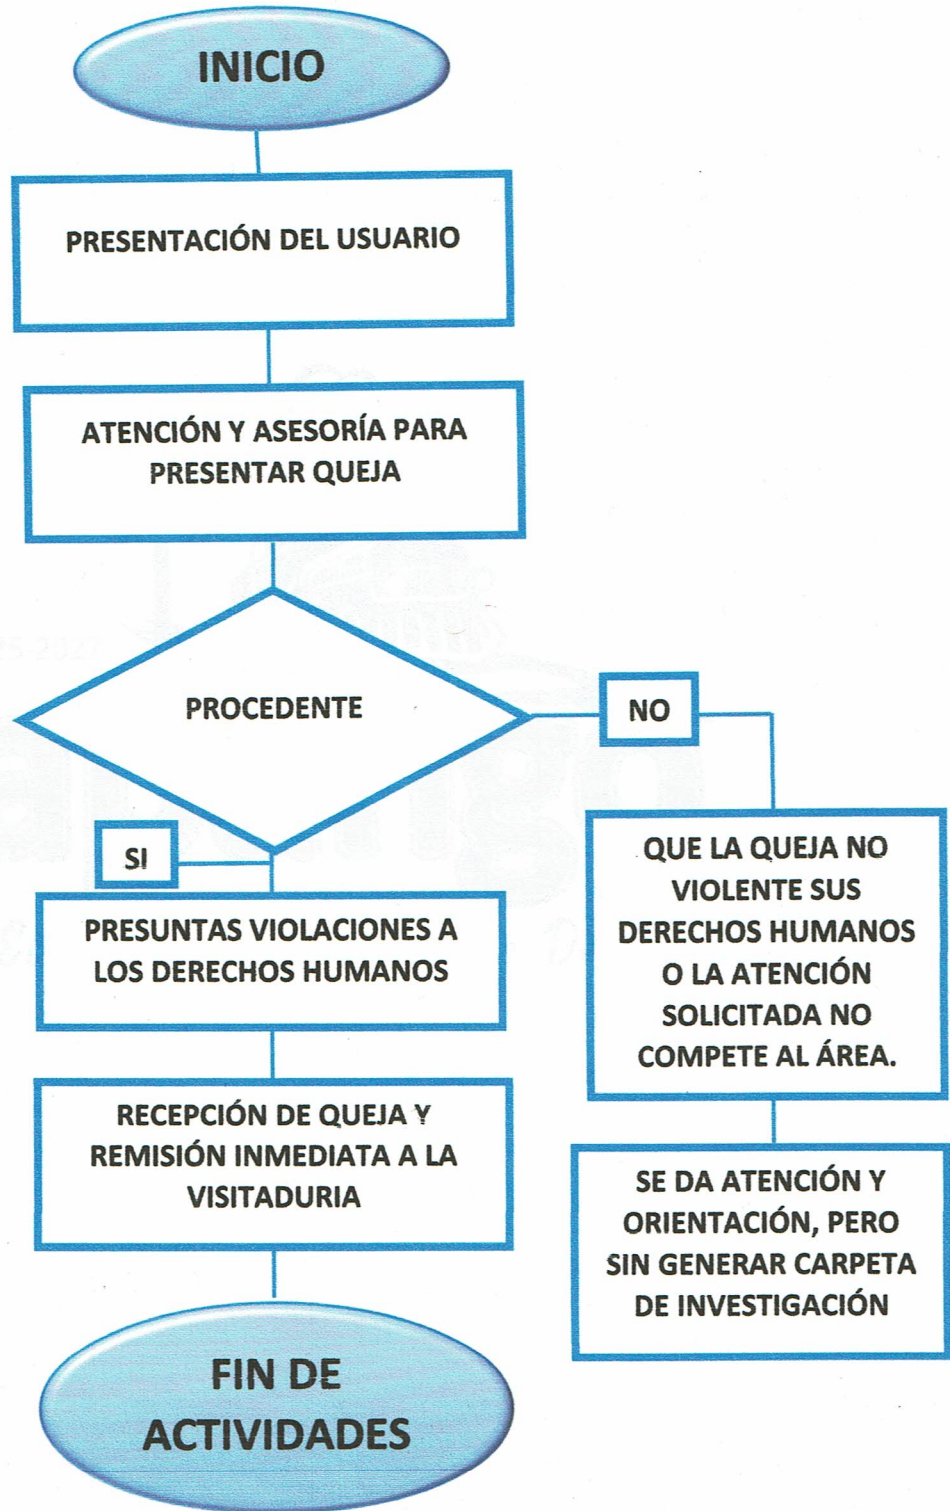 INICIO
PRESENTACIÓN DEL USUARIO
ATENCIÓN Y ASESORÍA PARA
PRESENTAR QUEJA
PROCEDENTE
NO
SI
PRESUNTAS VIOLACIONES A
LOS DERECHOS HUMANOS
QUE LA QUEJA NO
VIOLENTE SUS
DERECHOS HUMANOS
O LA ATENCIÓN
SOLICITADA NO
COMPETE AL ÁREA.
RECEPCIÓN DE QUEJA Y
REMISIÓN INMEDIATA A LA
VISITADURIA
SE DA ATENCIÓN Y
ORIENTACIÓN, PERO
SIN GENERAR CARPETA
DE INVESTIGACIÓN
FIN DE
ACTIVIDADES